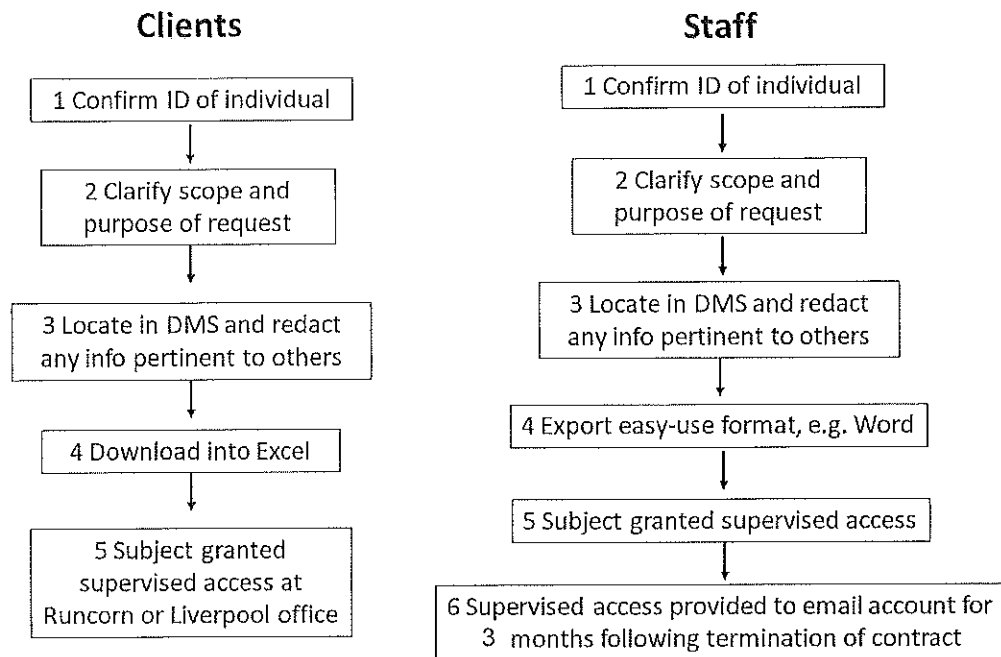 Clients
1 Confirm ID of individual
2 Clarify scope and
purpose of request
3 Locate in DMS and redact
any info pertinent to others
4 Download into Excel
5 Subject granted
supervised access at
Runcorn or Liverpool office
Staff
1 Confirm ID of individual
2 Clarify scope and
purpose of request
3 Locate in DMS and redact
any info pertinent to others
4 Export easy-use format, e.g. Word
5 Subject granted supervised access
6 Supervised access provided to email account for
3 months following termination of contract